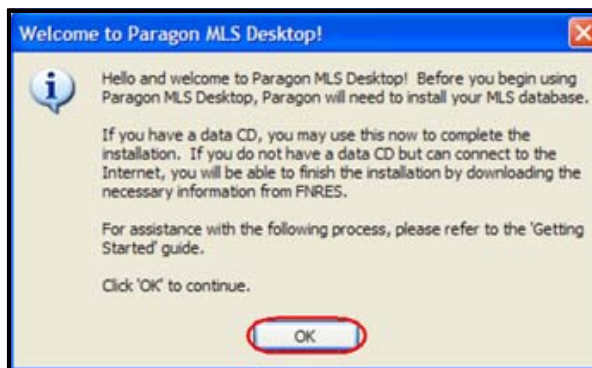 Welcome to Paragon MLS Desktop!
Hello and welcome to Paragon MLS Desktop! Before you begin using
Paragon MLS Desktop, Paragon will need to install your MLS database.
If you have a data CD, you may use this now to complete the
installation. If you do not have a data CD but can connect to the
Internet, you will be able to finish the installation by downloading the
necessary information from FNRES.
For assistance with the following process, please refer to the 'Getting
Started' guide.
Click 'OK' to continue.
OK